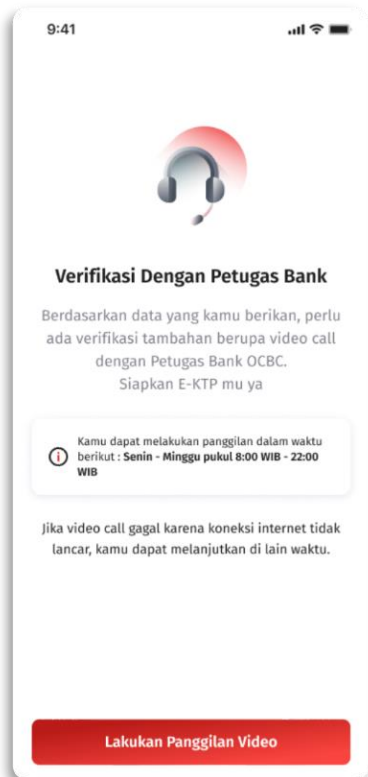 9:41
Verifikasi Dengan Petugas Bank
Berdasarkan data yang kamu berikan, perlu
ada verifikasi tambahan berupa video call
dengan Petugas Bank OCBC.
Siapkan E-KTP mu ya
Kamu dapat melakukan panggilan dalam waktu
berikut : Senin - Minggu pukul 8:00 WIB - 22:00
WIB
Jika video call gagal karena koneksi internet tidak
lancar, kamu dapat melanjutkan di lain waktu.
Lakukan Panggilan Video